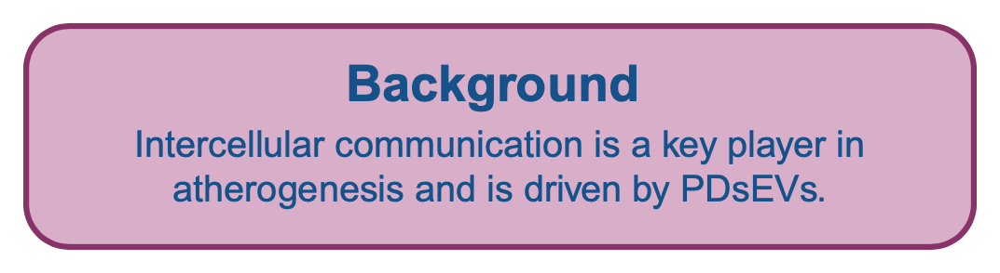 Background
Intercellular communication is a key player in
atherogenesis and is driven by PDsEVs.